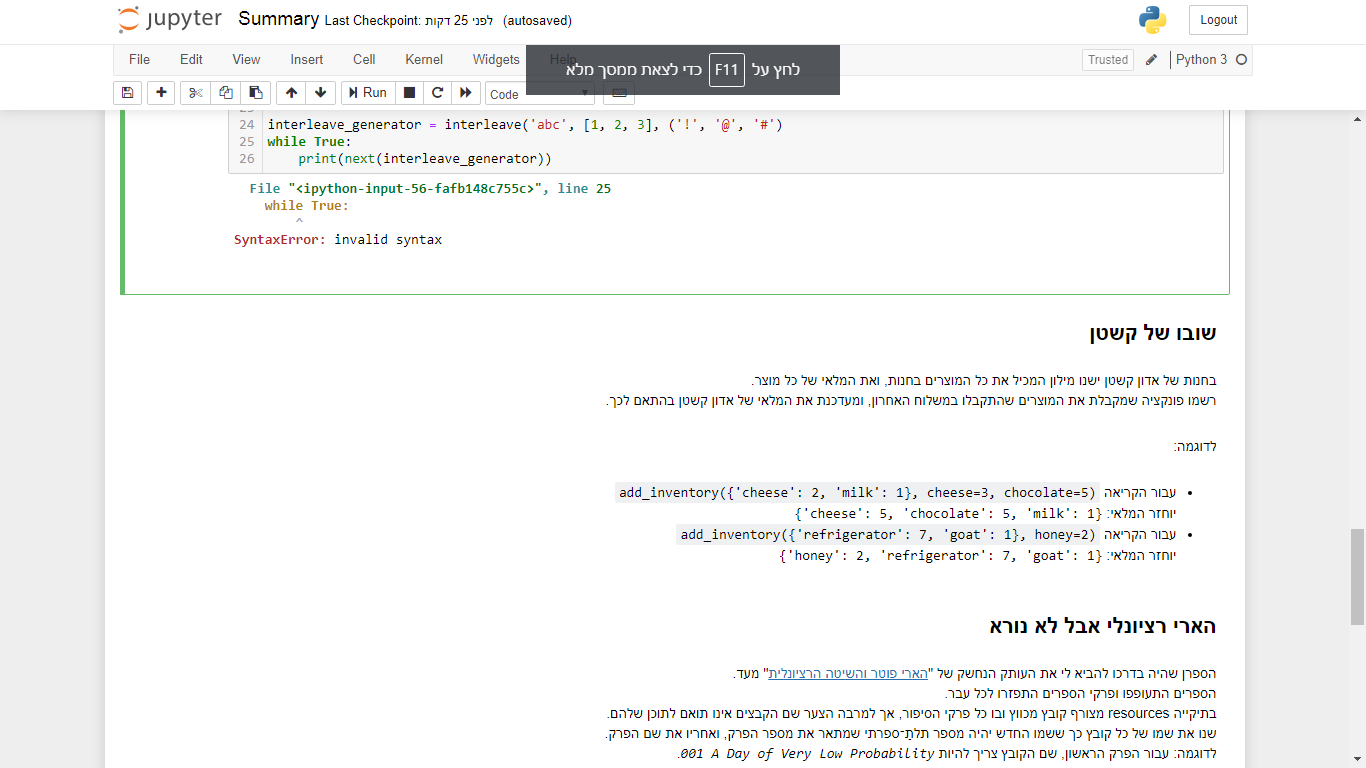 jupyter Summary Last Checkpoint: לפני 25 דקות (autosaved)
Logout
File Edit View Insert Cell Kernel Widgets Help
לחץ על F11 כדי לצאת ממסך מלא
Trusted Python 3
Run Code
24 interleave_generator = interleave('abc', [1, 2, 3], ('!', '@', '#')
25 while True:
26 print(next(interleave_generator))
File "<ipython-input-56-fafb148c755c>", line 25
while True:
^
SyntaxError: invalid syntax
שובו של קשטן
בחנות של אדון קשטן ישנו מילון המכיל את כל המוצרים בחנות, ואת המלאי של כל מוצר.
רשמו פונקציה שמקבלת את המוצרים שהתקבלו במשלוח האחרון, ומעדכנת את המלאי של אדון קשטן בהתאם לכך.
לדוגמה:
• עבור הקריאה add_inventory({'cheese': 2, 'milk': 1}, cheese=3, chocolate=5)
יוחזר המלאי: {'cheese': 5, 'chocolate': 5, 'milk': 1}
• עבור הקריאה add_inventory({'refrigerator': 7, 'goat': 1}, honey=2)
יוחזר המלאי: {'honey': 2, 'refrigerator': 7, 'goat': 1}
הארי רציונלי אבל לא נורא
הספרן שהיה בדרכו להביא לי את העותק הנחשק של "הארי פוטר והשיטה הרציונלית" מעד.
הספרים התעופפו ופרקי הספרים התפזרו לכל עבר.
בתיקייה resources מצורף קובץ מכווץ ובו כל פרקי הסיפור, אך למרבה הצער שם הקבצים אינו תואם לתוכן שלהם.
שנו את שמו של כל קובץ כך ששמו החדש יהיה מספר תלת־ספרתי שמתאר את מספר הפרק, ואחריו את שם הפרק.
לדוגמה: עבור הפרק הראשון, שם הקובץ צריך להיות 001 A Day of Very Low Probability.